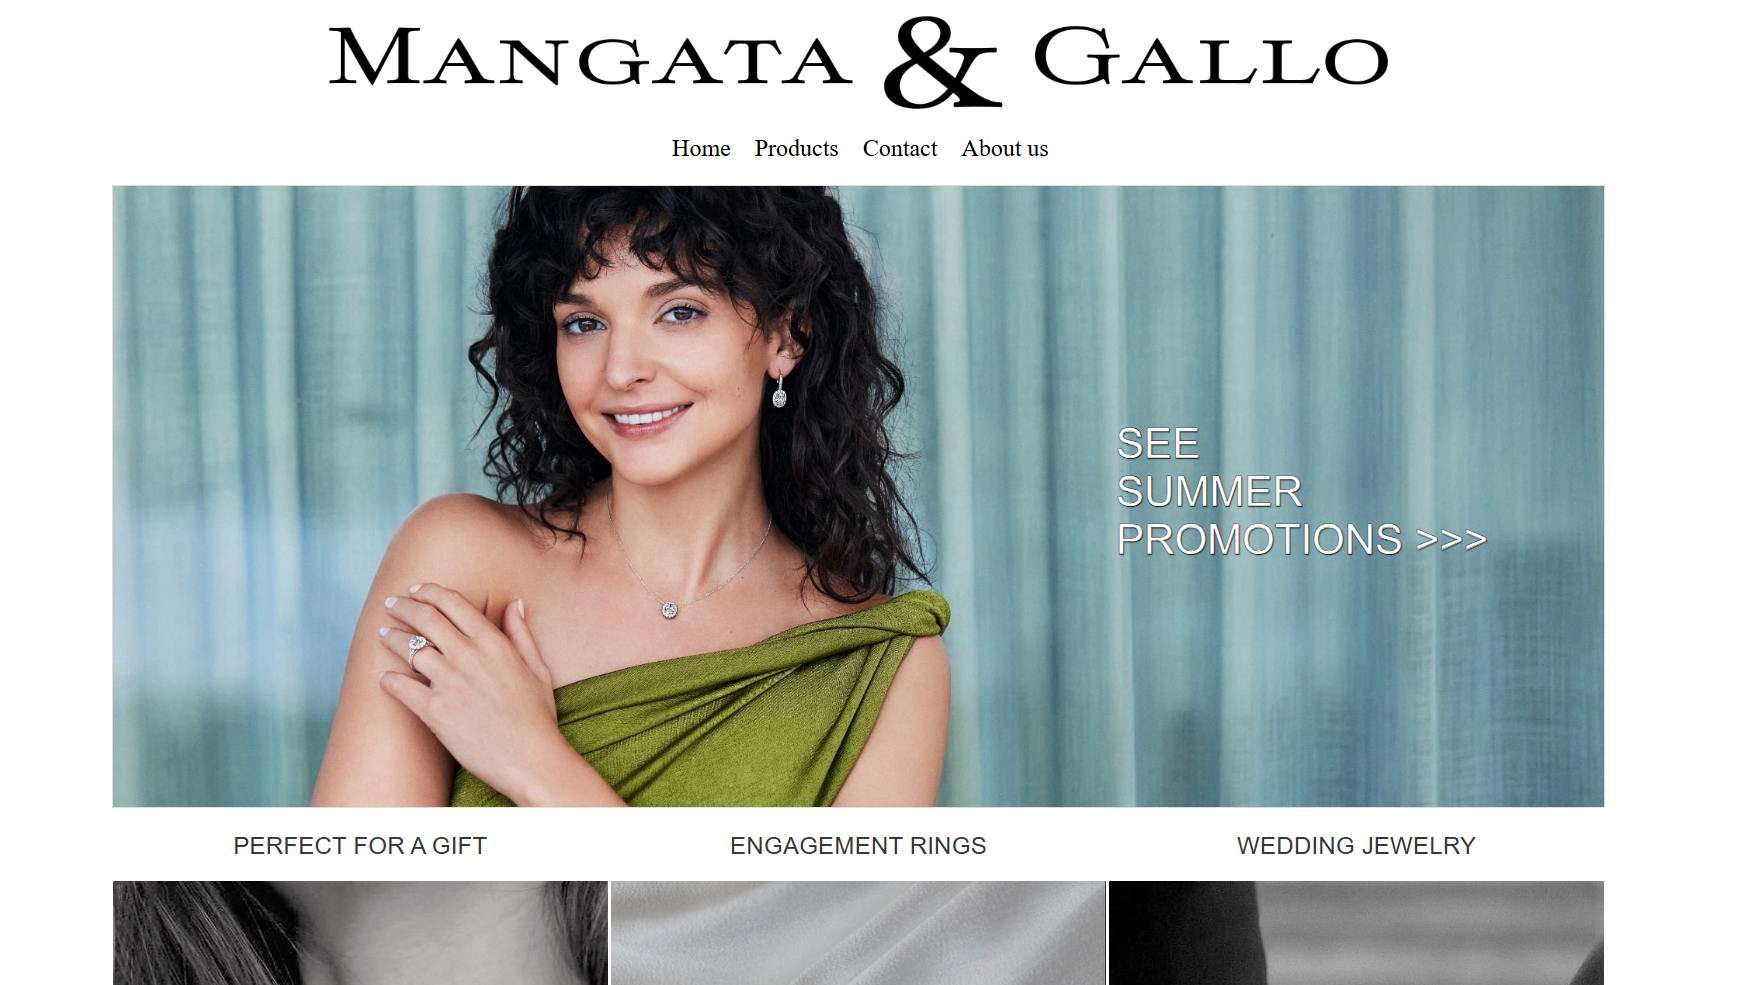 MANGATA & GALLO
Home Products Contact About us
SEE
SUMMER
PROMOTIONS >>>
PERFECT FOR A GIFT ENGAGEMENT RINGS WEDDING JEWELRY